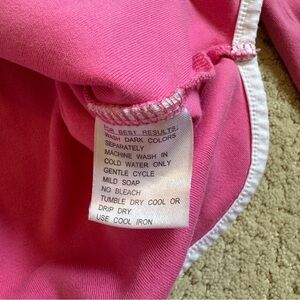 FOR BEST RESULTS:
WASH DARK COLORS
SEPARATELY
MACHINE WASH IN
COLD WATER ONLY
GENTLE CYCLE
MILD SOAP
NO BLEACH
TUMBLE DRY COOL OR
DRIP DRY
USE COOL IRON